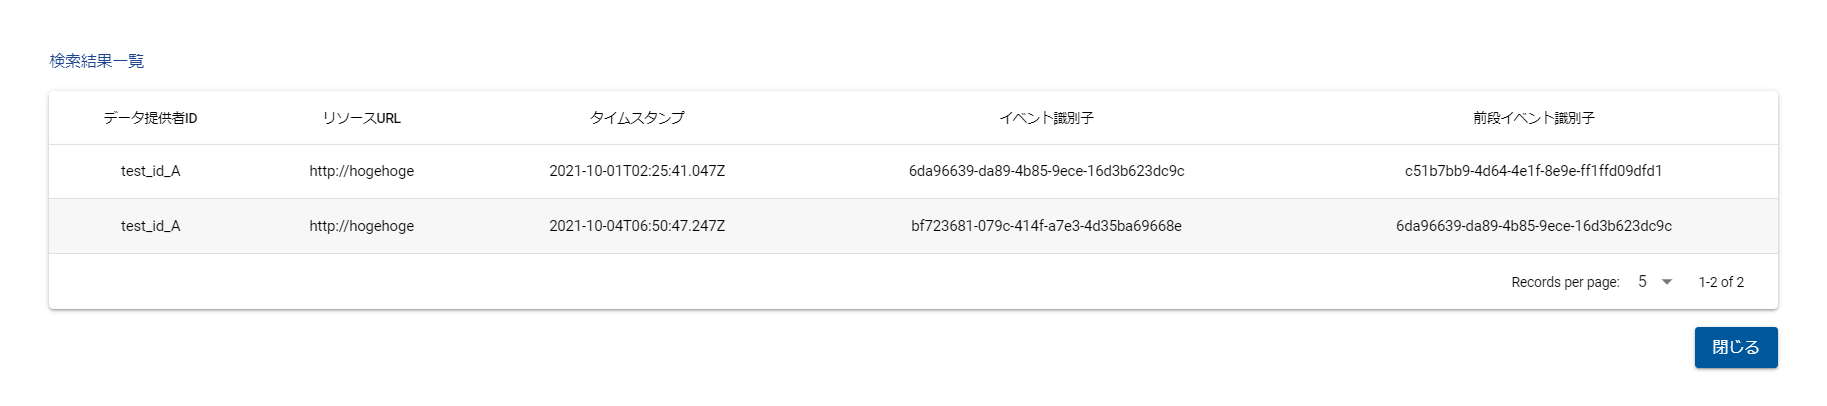 検索結果一覧
データ提供者ID リソースURL タイムスタンプ イベント識別子 前段イベント識別子
test_id_A http://hogehoge 2021-10-01T02:25:41.047Z 6da96639-da89-4b85-9ece-16d3b623dc9c c51b7bb9-4d64-4e1f-8e9e-ff1ffd09dfd1
test_id_A http://hogehoge 2021-10-04T06:50:47.247Z bf723681-079c-414f-a7e3-4d35ba69668e 6da96639-da89-4b85-9ece-16d3b623dc9c
Records per page: 5 1-2 of 2
閉じる